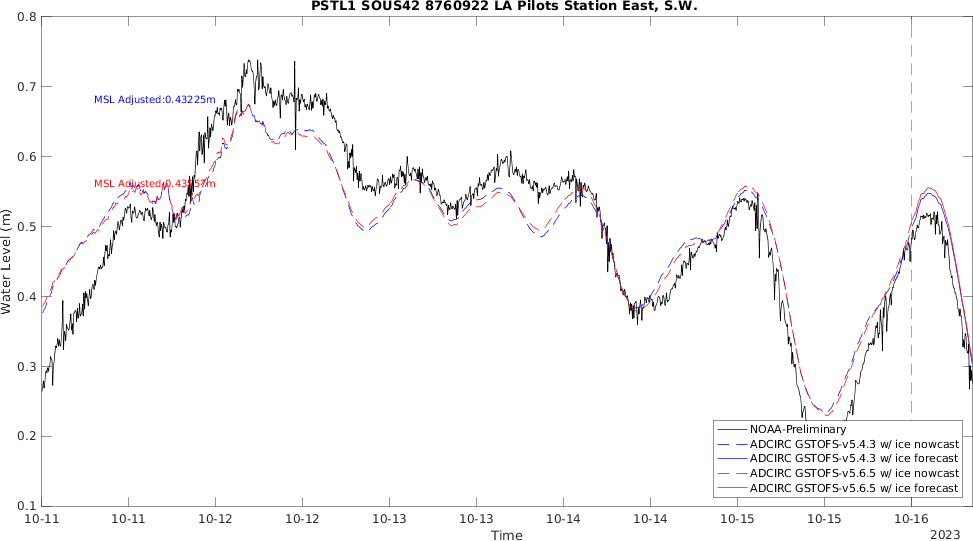 PSTL1 SOUS42 8760922 LA Pilots Station East, S.W.
0.8
0.7
0.6
0.5
0.4
0.3
0.2
0.1
Water Level (m)
MSL Adjusted:0.43225m
MSL Adjusted:0.43557m
NOAA-Preliminary
ADCIRC GSTOFS-v5.4.3 w/ ice nowcast
ADCIRC GSTOFS-v5.4.3 w/ ice forecast
ADCIRC GSTOFS-v5.6.5 w/ ice nowcast
ADCIRC GSTOFS-v5.6.5 w/ ice forecast
10-11 10-11 10-12 10-12 10-13 10-13 10-14 10-14 10-15 10-15 10-16
Time
2023